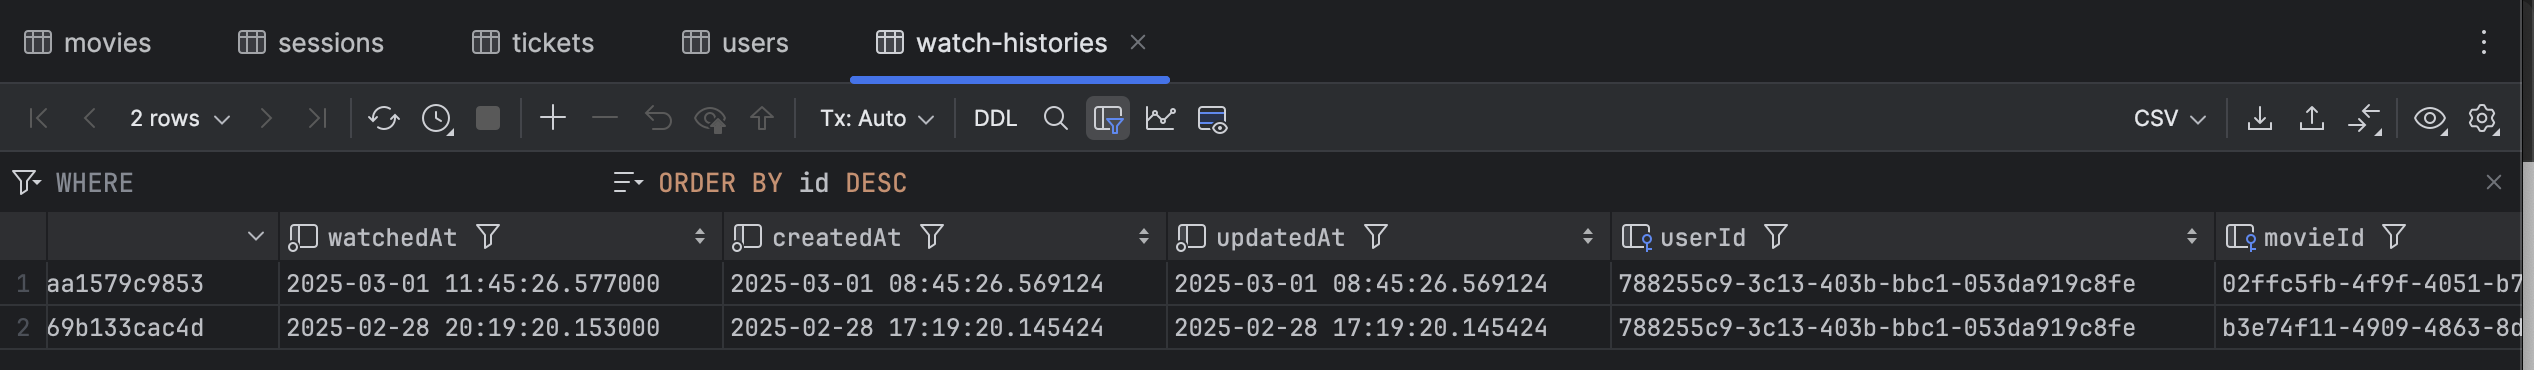 movies sessions tickets users watch-histories
2 rows Tx: Auto DDL CSV
WHERE ORDER BY id DESC
watchedAt createdAt updatedAt userId movieId
1 aa1579c9853 2025-03-01 11:45:26.577000 2025-03-01 08:45:26.569124 2025-03-01 08:45:26.569124 788255c9-3c13-403b-bbc1-053da919c8fe 02ffc5fb-4f9f-4051-b7
2 69b133cac4d 2025-02-28 20:19:20.153000 2025-02-28 17:19:20.145424 2025-02-28 17:19:20.145424 788255c9-3c13-403b-bbc1-053da919c8fe b3e74f11-4909-4863-8d